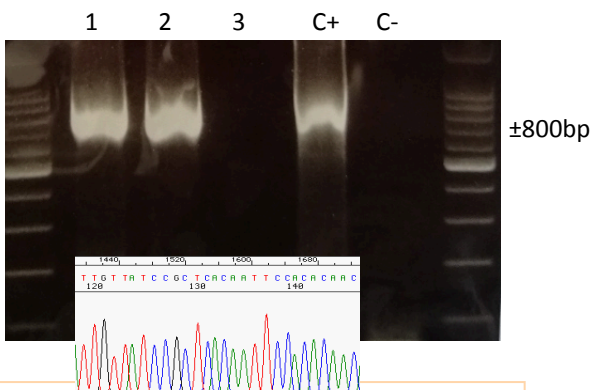 1 2 3 C+ C-
±800bp
1440 1520 1600 1680
T T G T T A T C C G C T C A C A A T T C C A C A C A A C
120 130 140